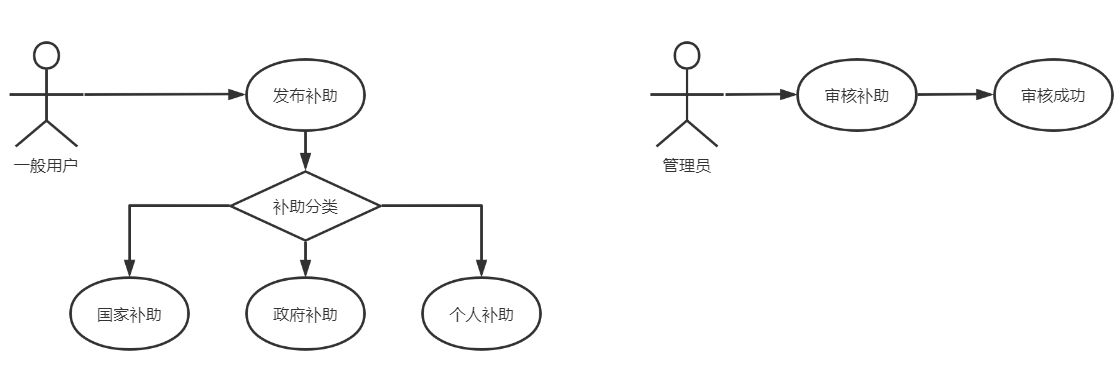 发布补助
一般用户
补助分类
国家补助
政府补助
个人补助
审核补助
审核成功
管理员